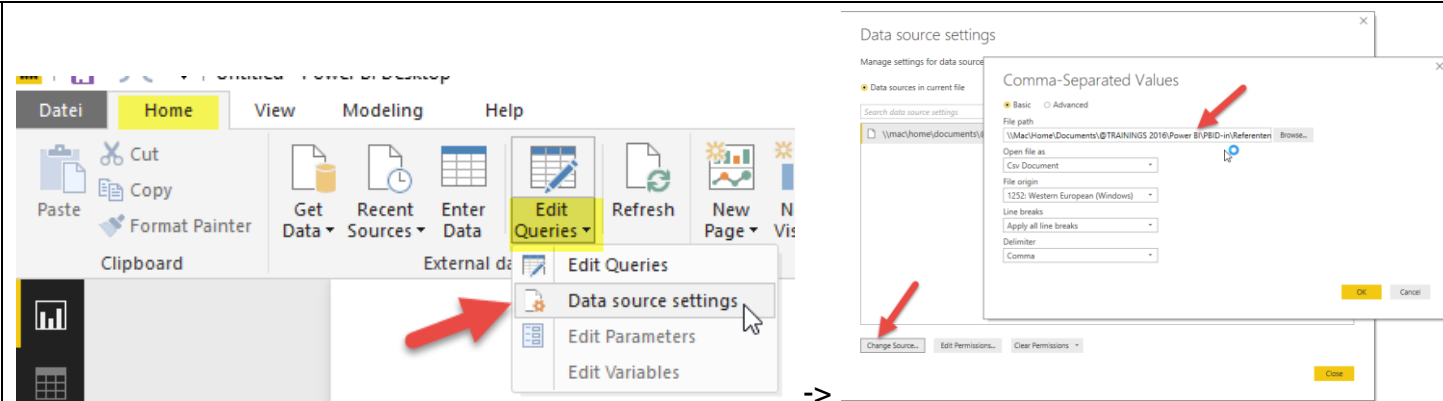 Datei Home View Modeling Help
Cut
Copy
Format Painter
Paste
Get Data
Recent Sources
Enter Data
Edit Queries
Refresh
New Page
Clipboard
External
Edit Queries
Data source settings
Edit Parameters
Edit Variables
->
Data source settings
Manage settings for data source
Data sources in current file
Search data source settings
\\mac\home\documents\
Change Source... Edit Permissions... Clear Permissions
Close
Comma-Separated Values
Basic Advanced
File path
\\Mac\Home\Documents\@TRAININGS 2016\Power BI\PBID-in\Referenten Browse...
Open file as
Csv Document
File origin
1252: Western European (Windows)
Line breaks
Apply all line breaks
Delimiter
Comma
OK Cancel